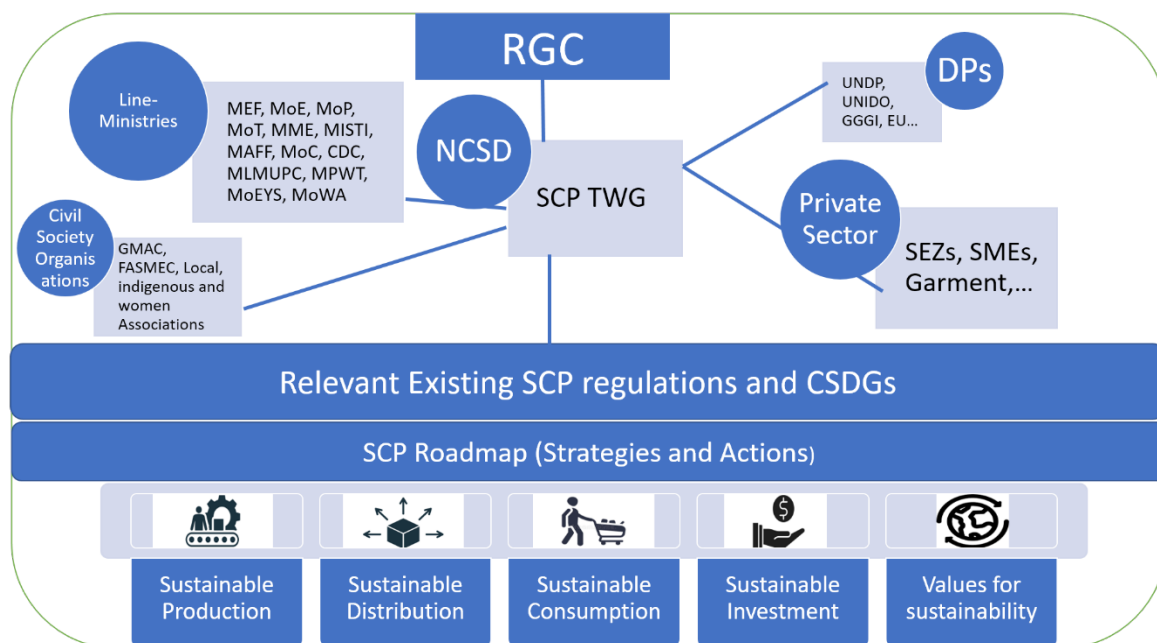 RGC
Line-
Ministries
MEF, MoE, MoP,
MoT, MME, MISTI,
MAFF, MoC, CDC,
MLMUPC, MPWT,
MoEYS, MoWA
NCSD
SCP TWG
UNDP,
UNIDO,
GGGI, EU...
DPs
Civil
Society
Organis
ations
GMAC,
FASMEC, Local,
indigenous and
women
Associations
Private
Sector
SEZs, SMEs,
Garment,...
Relevant Existing SCP regulations and CSDGs
SCP Roadmap (Strategies and Actions)
$
Sustainable
Production
Sustainable
Distribution
Sustainable
Consumption
Sustainable
Investment
Values for
sustainability